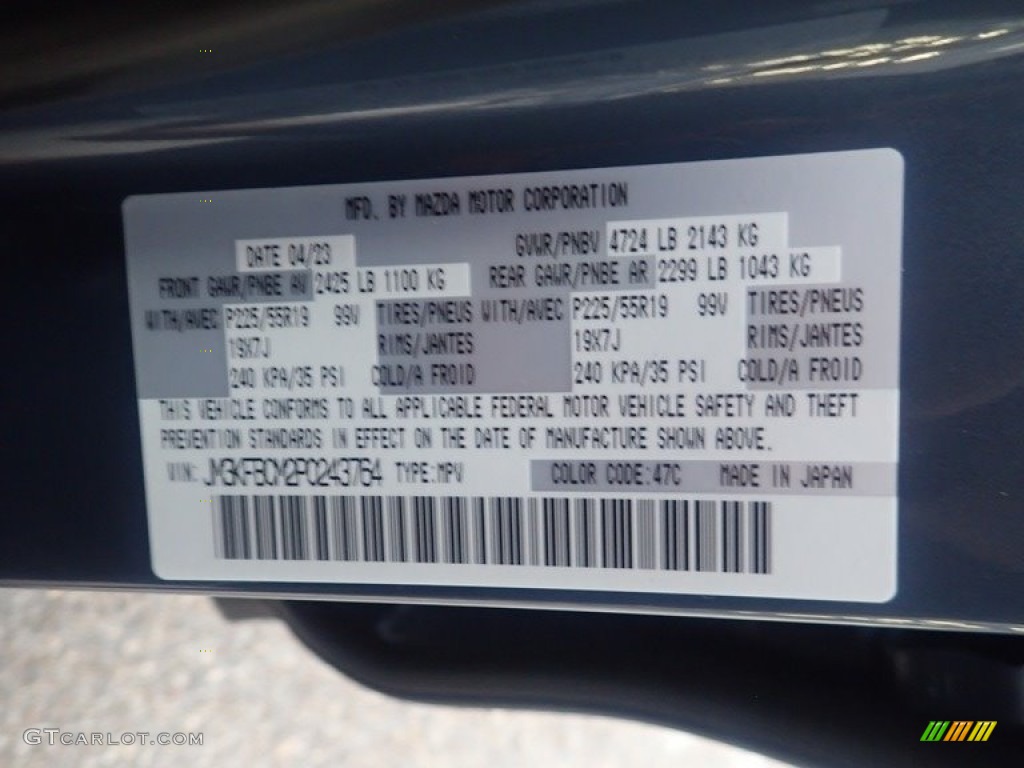 MFD. BY MAZDA MOTOR CORPORATION
DATE 04/23 GVWR/PNBV 4724 LB 2143 KG
FRONT GAWR/PNBE AV 2425 LB 1100 KG REAR GAWR/PNBE AR 2299 LB 1043 KG
WITH/AVEC P225/55R19 99V TIRES/PNEUS WITH/AVEC P225/55R19 99V TIRES/PNEUS
19X7J RIMS/JANTES 19X7J RIMS/JANTES
240 KPA/35 PSI COLD/A FROID 240 KPA/35 PSI COLD/A FROID
THIS VEHICLE CONFORMS TO ALL APPLICABLE FEDERAL MOTOR VEHICLE SAFETY AND THEFT
PREVENTION STANDARDS IN EFFECT ON THE DATE OF MANUFACTURE SHOWN ABOVE.
VIN: JM3KFBCM2P0243764 TYPE:MPV COLOR CODE:47C MADE IN JAPAN
GTCARLOT.COM